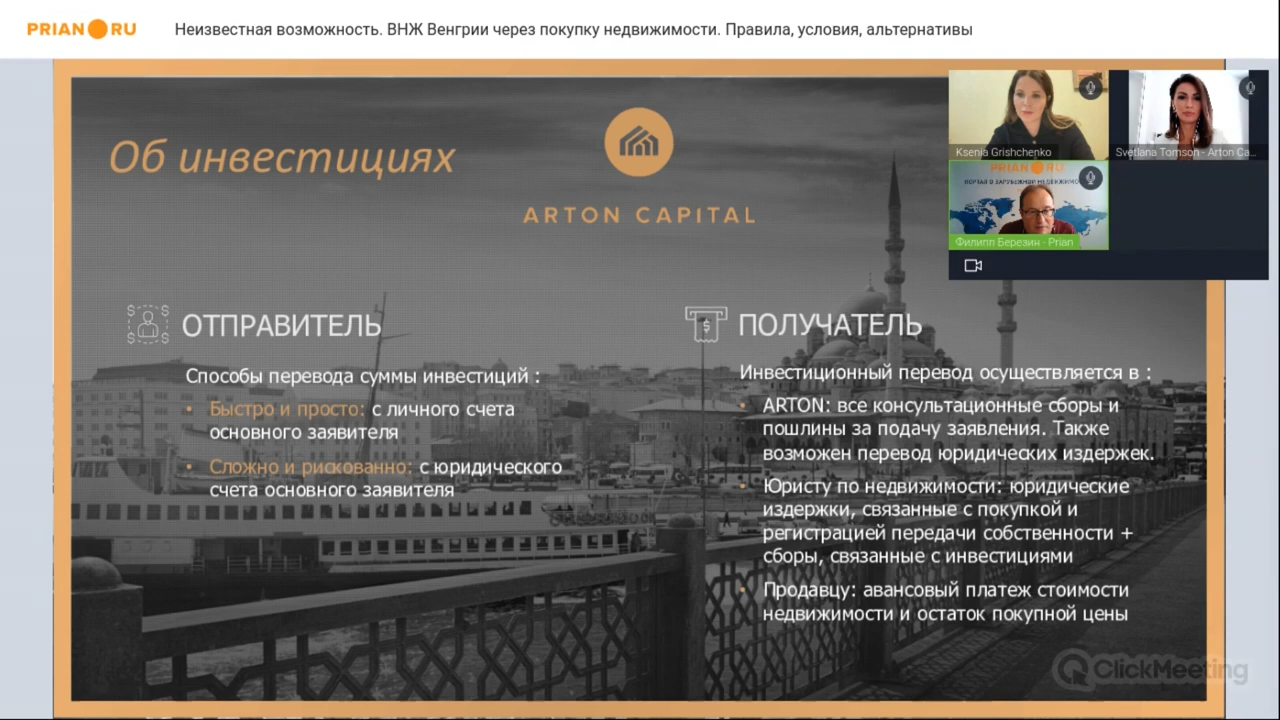 PRIAN RU
Неизвестная возможность. ВНЖ Венгрии через покупку недвижимости. Правила, условия, альтернативы
Об инвестициях
ARTON CAPITAL
Ksenia Grishchenko
Svetlana Tomson - Arton Ca...
PRIAN RU
Филипп Березин - Prian
ОТПРАВИТЕЛЬ
Способы перевода суммы инвестиций :
• Быстро и просто: с личного счета
основного заявителя
• Сложно и рискованно: с юридического
счета основного заявителя
ПОЛУЧАТЕЛЬ
Инвестиционный перевод осуществляется в :
• ARTON: все консультационные сборы и
пошлины за подачу заявления. Также
возможен перевод юридических издержек.
• Юристу по недвижимости: юридические
издержки, связанные с покупкой и
регистрацией передачи собственности +
сборы, связанные с инвестициями
• Продавцу: авансовый платеж стоимости
недвижимости и остаток покупной цены
ClickMeeting